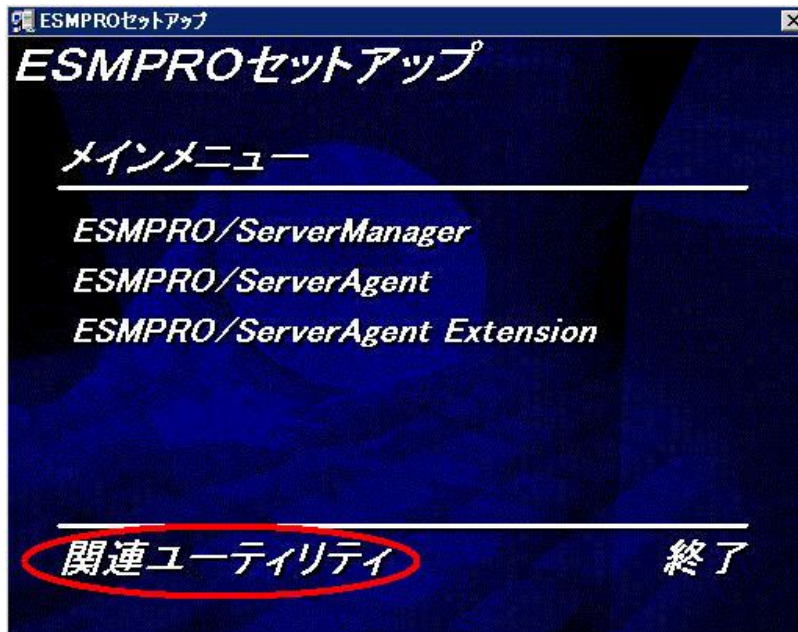 ESMPROセットアップ
ESMPROセットアップ
メインメニュー
ESMPRO/ServerManager
ESMPRO/ServerAgent
ESMPRO/ServerAgent Extension
関連ユーティリティ 終了